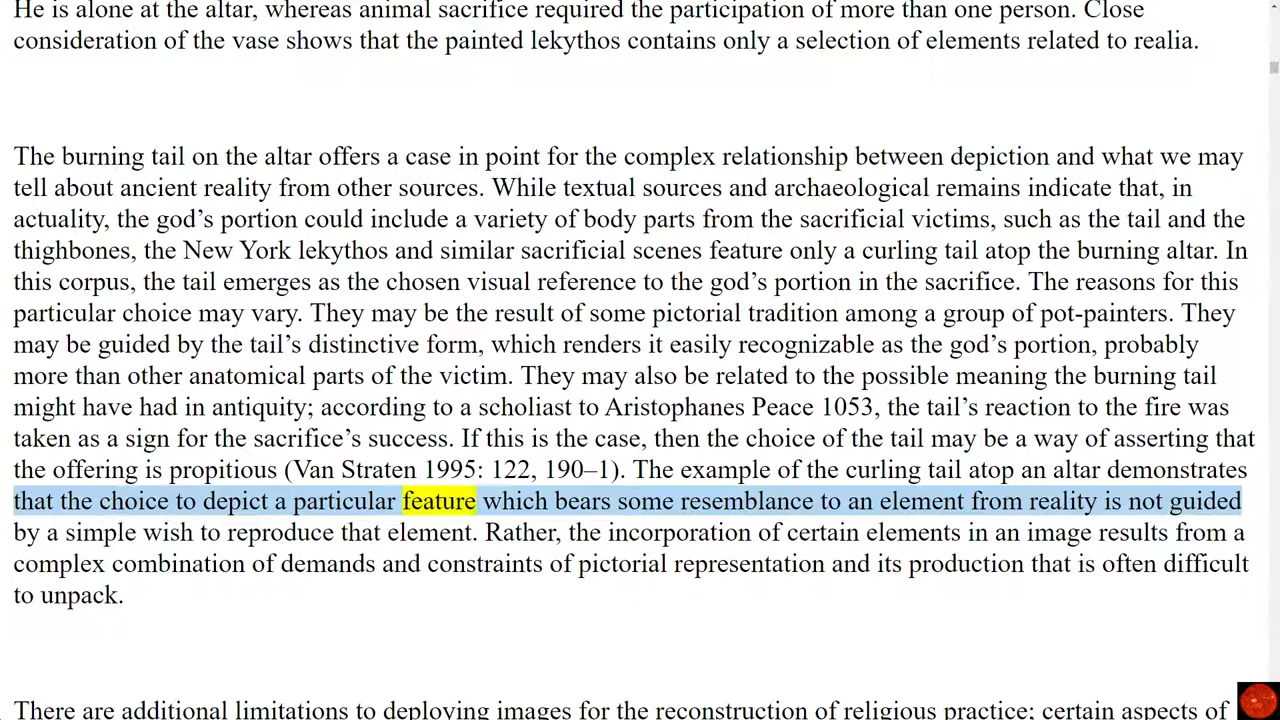 He is alone at the altar, whereas animal sacrifice required the participation of more than one person. Close
consideration of the vase shows that the painted lekythos contains only a selection of elements related to realia.
The burning tail on the altar offers a case in point for the complex relationship between depiction and what we may
tell about ancient reality from other sources. While textual sources and archaeological remains indicate that, in
actuality, the god’s portion could include a variety of body parts from the sacrificial victims, such as the tail and the
thighbones, the New York lekythos and similar sacrificial scenes feature only a curling tail atop the burning altar. In
this corpus, the tail emerges as the chosen visual reference to the god’s portion in the sacrifice. The reasons for this
particular choice may vary. They may be the result of some pictorial tradition among a group of pot-painters. They
may be guided by the tail’s distinctive form, which renders it easily recognizable as the god’s portion, probably
more than other anatomical parts of the victim. They may also be related to the possible meaning the burning tail
might have had in antiquity; according to a scholiast to Aristophanes Peace 1053, the tail’s reaction to the fire was
taken as a sign for the sacrifice’s success. If this is the case, then the choice of the tail may be a way of asserting that
the offering is propitious (Van Straten 1995: 122, 190–1). The example of the curling tail atop an altar demonstrates
that the choice to depict a particular feature which bears some resemblance to an element from reality is not guided
by a simple wish to reproduce that element. Rather, the incorporation of certain elements in an image results from a
complex combination of demands and constraints of pictorial representation and its production that is often difficult
to unpack.
There are additional limitations to deploying images for the reconstruction of religious practice; certain aspects of